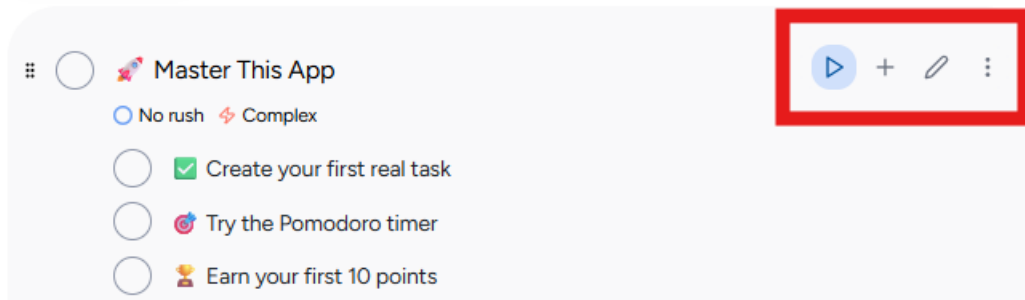 Master This App
No rush Complex
Create your first real task
Try the Pomodoro timer
Earn your first 10 points